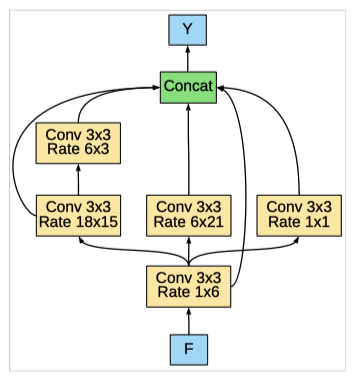 Y
Concat
Conv 3x3
Rate 6x3
Conv 3x3
Rate 18x15
Conv 3x3
Rate 6x21
Conv 3x3
Rate 1x1
Conv 3x3
Rate 1x6
F